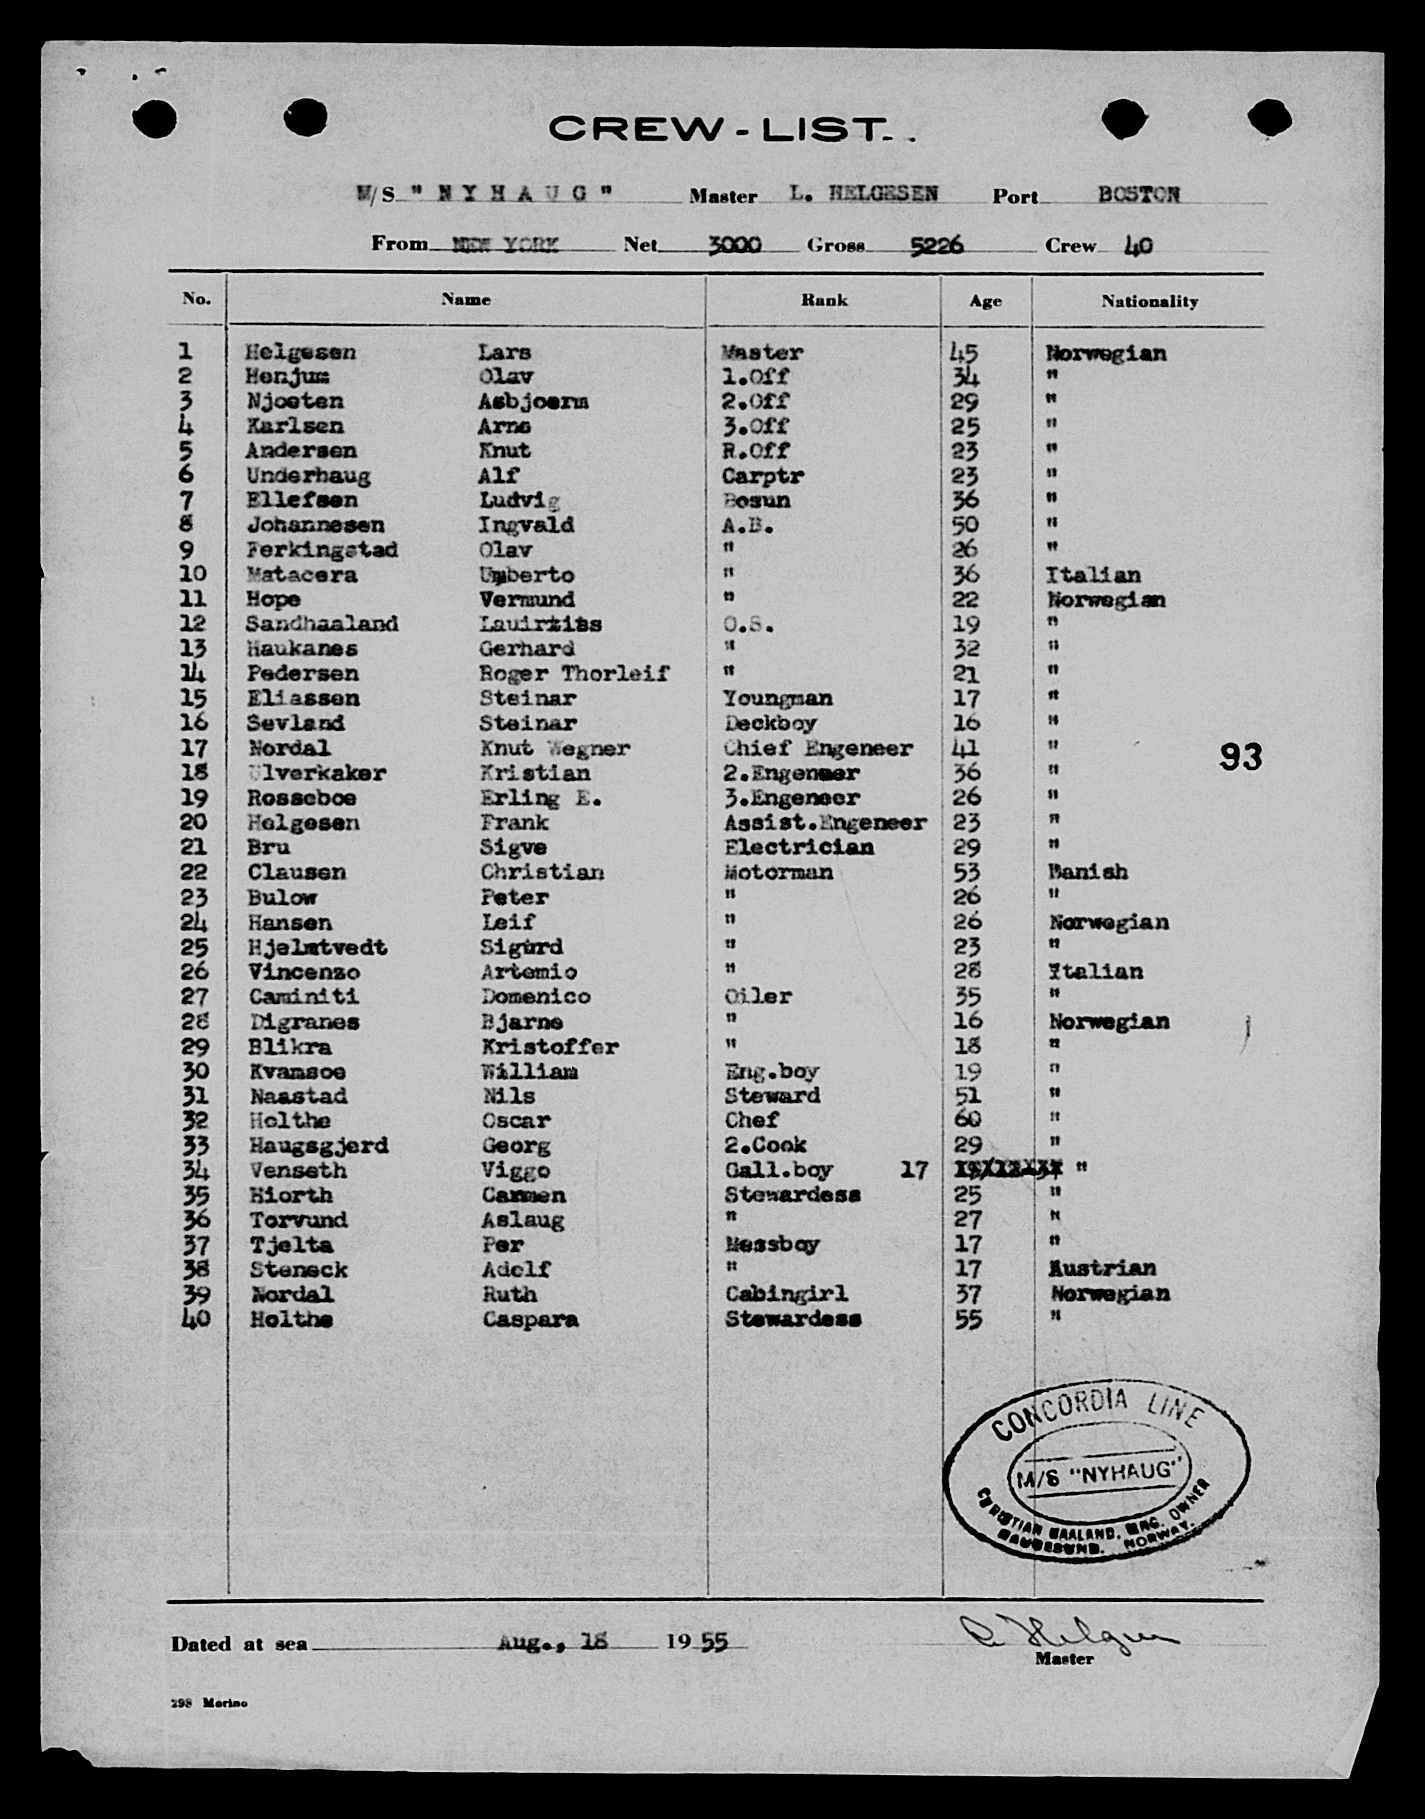 CREW - LIST. .
M/S " N Y H A U G " Master L. HELGESEN Port BOSTON
From NEW YORK Net 3000 Gross 5226 Crew 40
No. Name Rank Age Nationality
1 Helgesen Lars Master 45 Norwegian
2 Henjum Olav 1.Off 34 "
3 Njoeten Asbjoern 2.Off 29 "
4 Karlsen Arne 3.Off 25 "
5 Andersen Knut R.Off 23 "
6 Underhaug Alf Carptr 23 "
7 Ellefsen Ludvig Bosun 36 "
8 Johannesen Ingvald A.B. 50 "
9 Ferkingstad Olav " 26 "
10 Matacera Umberto " 36 Italian
11 Hope Vermund " 22 Norwegian
12 Sandhaaland O.S. 19 "
13 Haukanes Gerhard " 32 "
14 Pedersen Roger Thorleif " 21 "
15 Eliassen Steinar Youngman 17 "
16 Sevland Steinar Deckboy 16 "
17 Nordal Knut Wegner Chief Engeneer 41 "
18 Ulverkaker Kristian 2.Engeneer 36 "
19 Rosseboe Erling E. 3.Engeneer 26 "
20 Helgesen Frank Assist.Engeneer 23 "
21 Bru Sigve Electrician 29 "
22 Clausen Christian Motorman 53 Danish
23 Bulow Peter " 26 "
24 Hansen Leif " 26 Norwegian
25 Hjelmtvedt Sigurd " 23 "
26 Vincenzo Artemio " 28 Italian
27 Caminiti Domenico Oiler 35 "
28 Digranes Bjarne " 16 Norwegian
29 Blikra Kristoffer " 18 "
30 Kvamsoe William Eng.boy 19 "
31 Naastad Nils Steward 51 "
32 Holthe Oscar Chef 60 "
33 Haugsgjerd Georg 2.Cook 29 "
34 Venseth Viggo Gall.boy 17 "
35 Hiorth Carmen Stewardess 25 "
36 Torvund Aslaug " 27 "
37 Tjelta Per Messboy 17 "
38 Steneck Adolf " 17 Austrian
39 Nordal Ruth Cabingirl 37 Norwegian
40 Holthe Caspara Stewardess 55 "
93
CONCORDIA LINE
M/S "NYHAUG"
CHRISTIAN HAALAND, MNG. OWNER
HAUGESUND. NORWAY.
Dated at sea Aug., 18 1955
L. Helgesen
Master
298 Marino